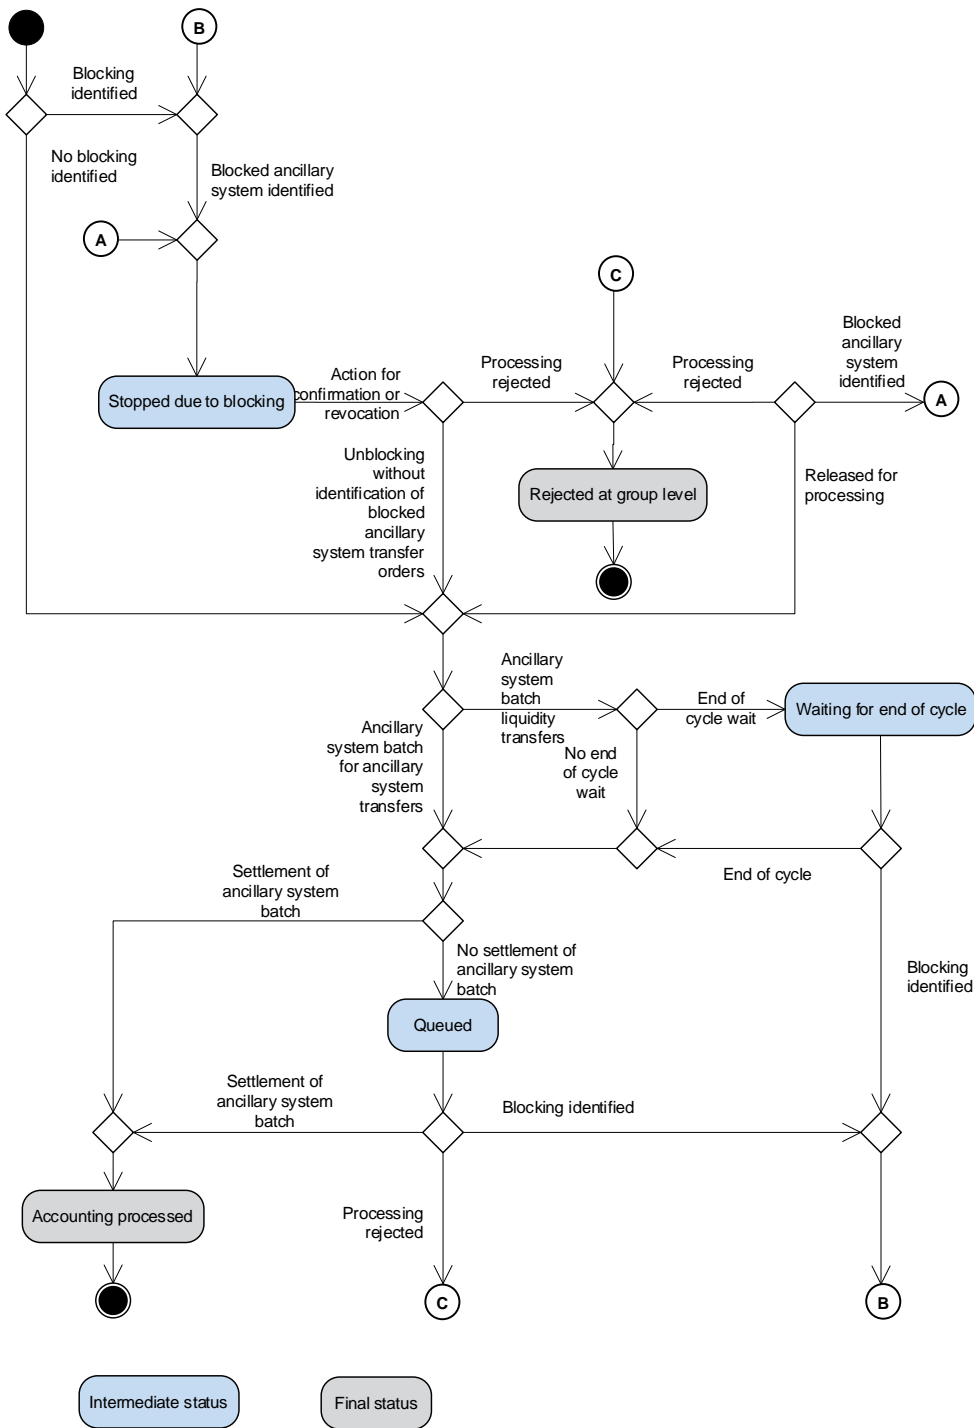 B
Blocking
identified
No blocking
identified
Blocked ancillary
system identified
A
C
Blocked
ancillary
system
identified
Processing
rejected
Processing
rejected
Action for
confirmation or
revocation
Stopped due to blocking
A
Unblocking
without
identification of
blocked
ancillary
system transfer
orders
Rejected at group level
Released for
processing
Ancillary
system
batch
liquidity
transfers
End of
cycle wait
Waiting for end of cycle
Ancillary
system batch
for ancillary
system
transfers
No end
of cycle
wait
End of cycle
Settlement of
ancillary system
batch
No settlement of
ancillary system
batch
Blocking
identified
Queued
Settlement of
ancillary system
batch
Blocking identified
Accounting processed
Processing
rejected
C
B
Intermediate status
Final status